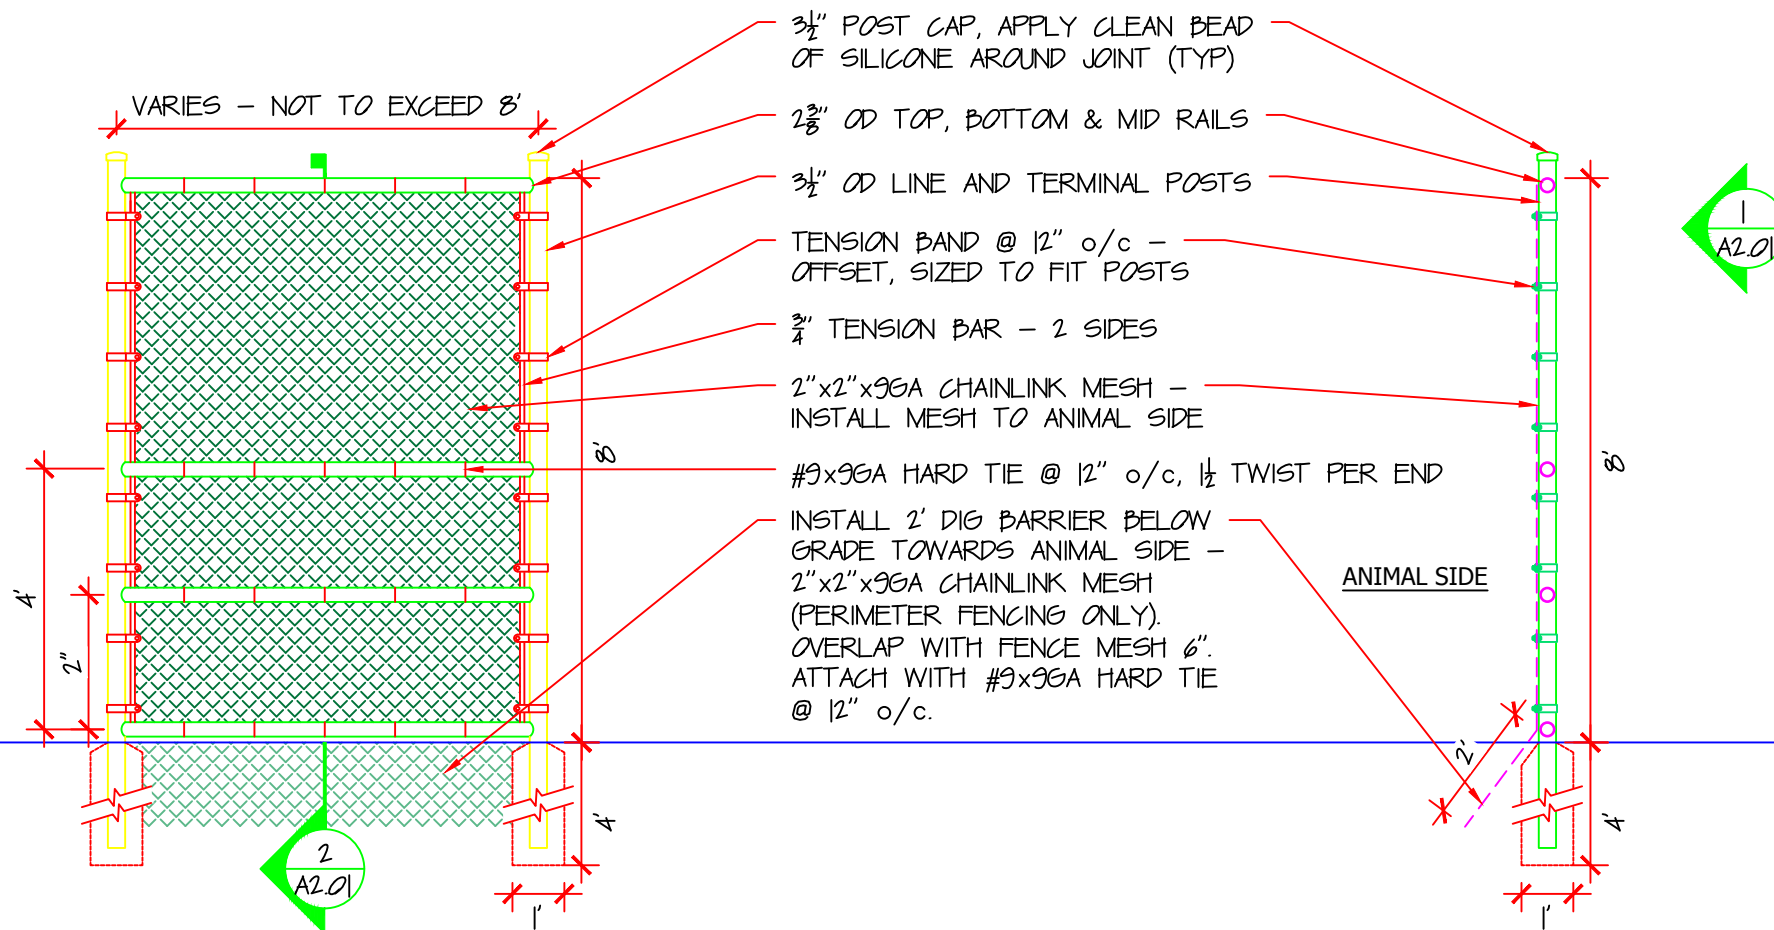 3½" POST CAP, APPLY CLEAN BEAD
OF SILICONE AROUND JOINT (TYP)
VARIES – NOT TO EXCEED 8'
2⅜" OD TOP, BOTTOM & MID RAILS
3½" OD LINE AND TERMINAL POSTS
TENSION BAND @ 12" o/c –
OFFSET, SIZED TO FIT POSTS
¾" TENSION BAR – 2 SIDES
2"x2"x9GA CHAINLINK MESH –
INSTALL MESH TO ANIMAL SIDE
#9x9GA HARD TIE @ 12" o/c, 1½ TWIST PER END
INSTALL 2' DIG BARRIER BELOW
GRADE TOWARDS ANIMAL SIDE –
2"x2"x9GA CHAINLINK MESH
(PERIMETER FENCING ONLY).
OVERLAP WITH FENCE MESH 6".
ATTACH WITH #9x9GA HARD TIE
@ 12" o/c.
ANIMAL SIDE
8'
4'
2"
4'
1'
2
A2.01
8'
2'
4'
1'
1
A2.01